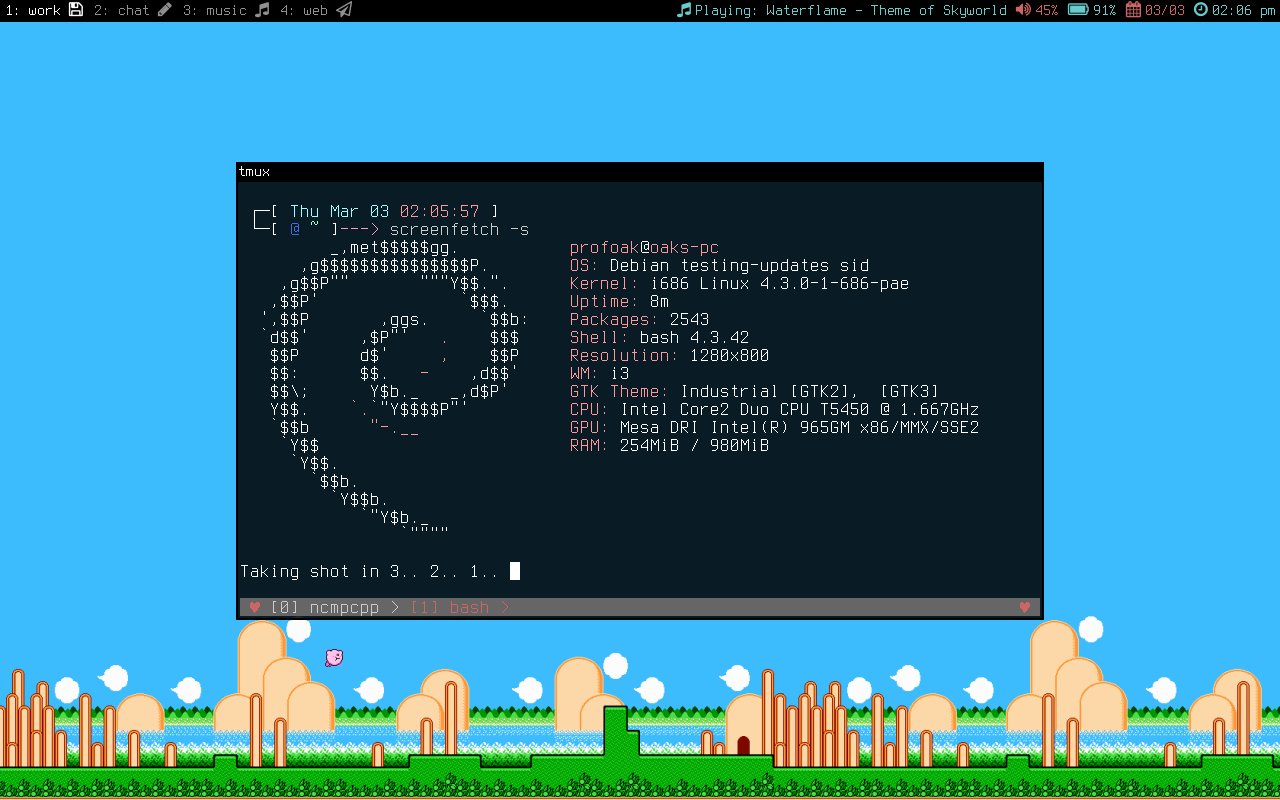 1: work 2: chat 3: music 4: web Playing: Waterflame - Theme of Skyworld 45% 91% 03/03 02:06 pm
tmux
┌─[ Thu Mar 03 02:05:57 ]
└─[ @ ~ ]---> screenfetch -s
_,met$$$$$gg. profoak@oaks-pc
,g$$$$$$$$$$$$$$$P. OS: Debian testing-updates sid
,g$$P"" """Y$$.". Kernel: i686 Linux 4.3.0-1-686-pae
,$$P' `$$$. Uptime: 8m
',$$P ,ggs. `$$b: Packages: 2543
`d$$' ,$P"' . $$$ Shell: bash 4.3.42
$$P d$' , $$P Resolution: 1280x800
$$: $$. - ,d$$' WM: i3
$$\; Y$b._ _,d$P' GTK Theme: Industrial [GTK2], [GTK3]
Y$$. `.`"Y$$$$P"' CPU: Intel Core2 Duo CPU T5450 @ 1.667GHz
`$$b "-.__ GPU: Mesa DRI Intel(R) 965GM x86/MMX/SSE2
`Y$$ RAM: 254MiB / 980MiB
`Y$$.
`$$b.
`Y$$b.
`"Y$b._
`""""
Taking shot in 3.. 2.. 1..
♥ [0] ncmpcpp > [1] bash > ♥